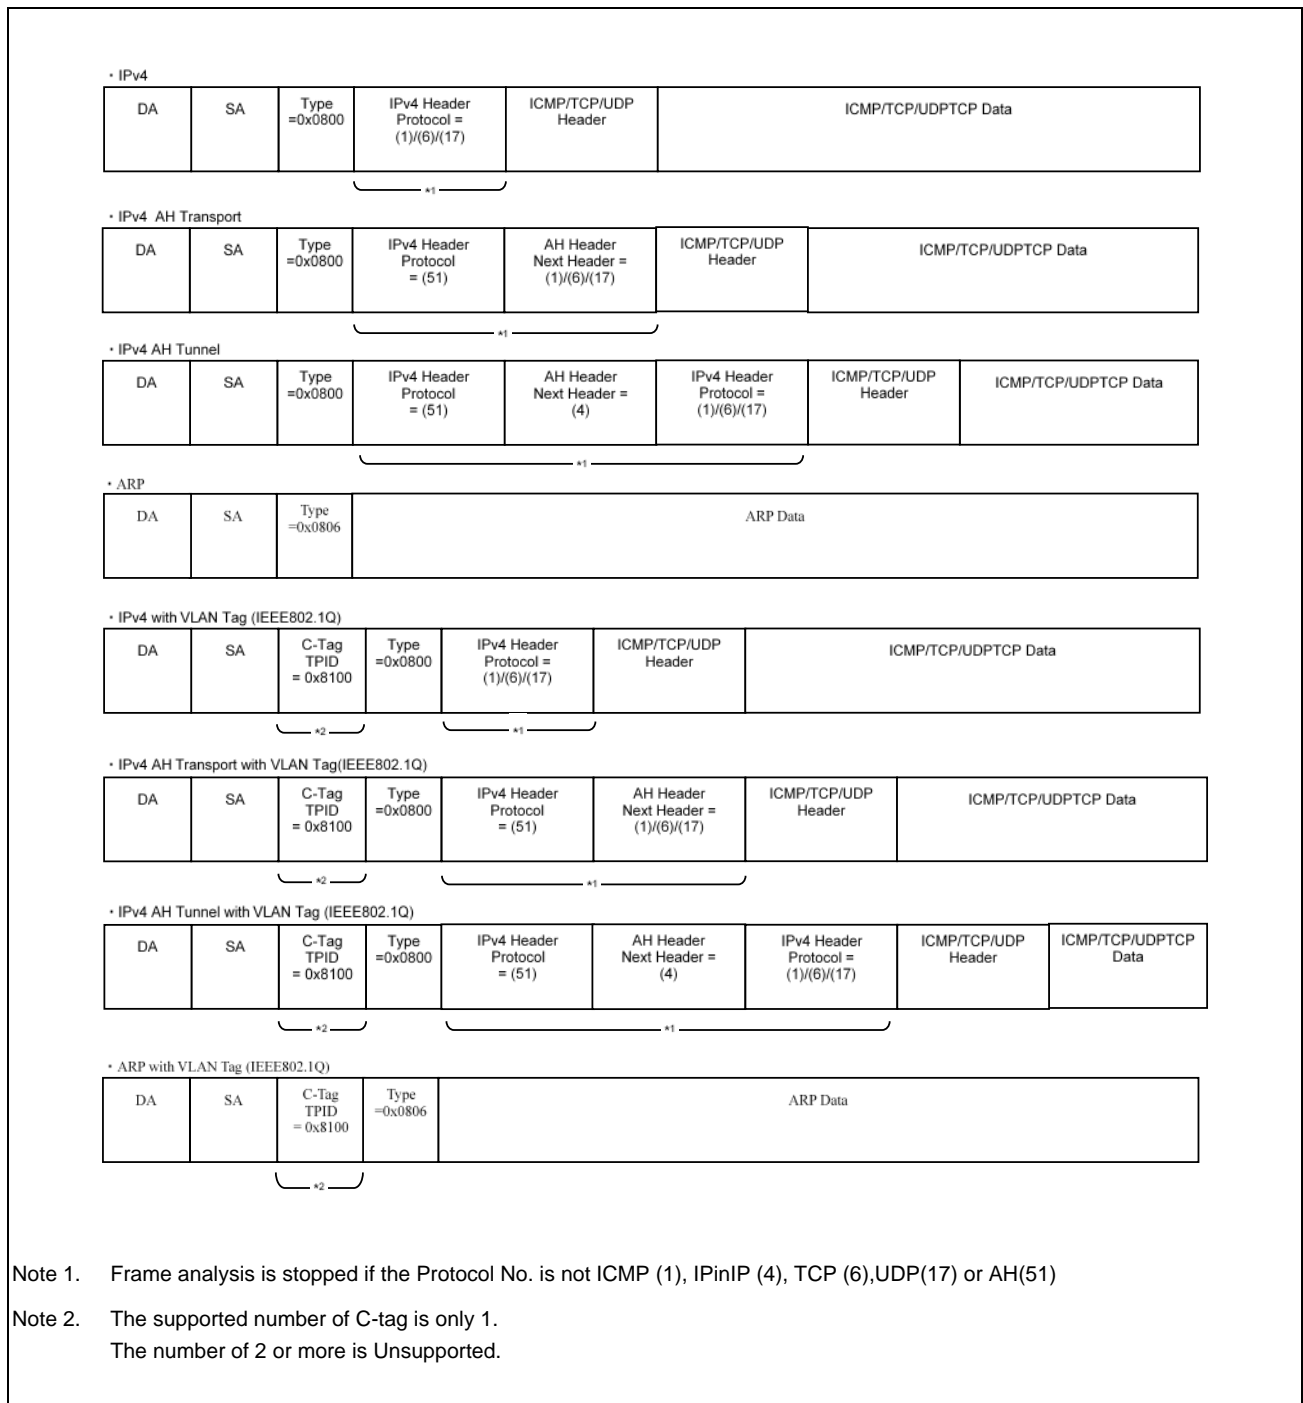 ・IPv4
DA
SA
Type
=0x0800
IPv4 Header
Protocol =
(1)/(6)/(17)
ICMP/TCP/UDP
Header
ICMP/TCP/UDPTCP Data
*1
・IPv4  AH Transport
DA
SA
Type
=0x0800
IPv4 Header
Protocol
= (51)
AH Header
Next Header =
(1)/(6)/(17)
ICMP/TCP/UDP
Header
ICMP/TCP/UDPTCP Data
*1
・IPv4 AH Tunnel
DA
SA
Type
=0x0800
IPv4 Header
Protocol
= (51)
AH Header
Next Header =
(4)
IPv4 Header
Protocol =
(1)/(6)/(17)
ICMP/TCP/UDP
Header
ICMP/TCP/UDPTCP Data
*1
・ARP
DA
SA
Type
=0x0806
ARP Data
・IPv4 with VLAN Tag (IEEE802.1Q)
DA
SA
C-Tag
TPID
= 0x8100
Type
=0x0800
IPv4 Header
Protocol =
(1)/(6)/(17)
ICMP/TCP/UDP
Header
ICMP/TCP/UDPTCP Data
*2
*1
・IPv4 AH Transport with VLAN Tag(IEEE802.1Q)
DA
SA
C-Tag
TPID
= 0x8100
Type
=0x0800
IPv4 Header
Protocol
= (51)
AH Header
Next Header =
(1)/(6)/(17)
ICMP/TCP/UDP
Header
ICMP/TCP/UDPTCP Data
*2
*1
・IPv4 AH Tunnel with VLAN Tag (IEEE802.1Q)
DA
SA
C-Tag
TPID
= 0x8100
Type
=0x0800
IPv4 Header
Protocol
= (51)
AH Header
Next Header =
(4)
IPv4 Header
Protocol =
(1)/(6)/(17)
ICMP/TCP/UDP
Header
ICMP/TCP/UDPTCP
Data
*2
*1
・ARP with VLAN Tag (IEEE802.1Q)
DA
SA
C-Tag
TPID
= 0x8100
Type
=0x0806
ARP Data
*2
Note 1. Frame analysis is stopped if the Protocol No. is not ICMP (1), IPinIP (4), TCP (6),UDP(17) or AH(51)
Note 2. The supported number of C-tag is only 1.
The number of 2 or more is Unsupported.